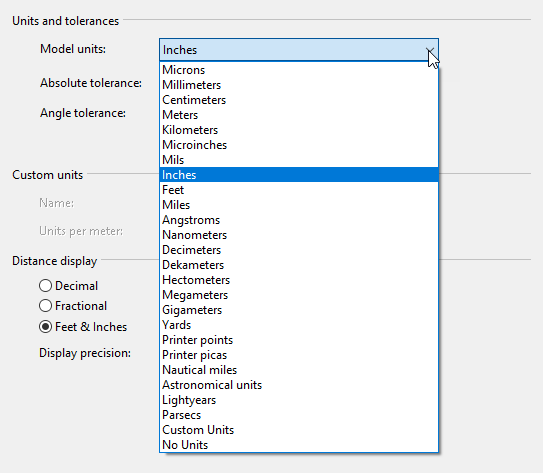 Units and tolerances
Model units:
Inches
Absolute tolerance:
Angle tolerance:
Microns
Millimeters
Centimeters
Meters
Kilometers
Microinches
Mils
Inches
Feet
Miles
Angstroms
Nanometers
Decimeters
Dekameters
Hectometers
Megameters
Gigameters
Yards
Printer points
Printer picas
Nautical miles
Astronomical units
Lightyears
Parsecs
Custom Units
No Units
Custom units
Name:
Units per meter:
Distance display
Decimal
Fractional
Feet & Inches
Display precision: